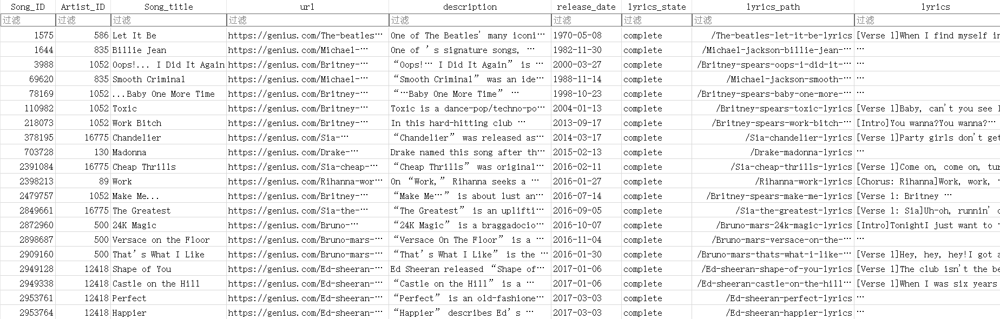 Song_ID Artist_ID Song_title url description release_date lyrics_state lyrics_path lyrics
过滤 过滤 过滤 过滤 过滤 过滤 过滤 过滤 过滤
1575 586 Let It Be https://genius.com/The-beatles… One of The Beatles' many iconi… 1970-05-08 complete /The-beatles-let-it-be-lyrics [Verse 1]When I find myself in
1644 835 Billie Jean https://genius.com/Michael-… One of 's signature songs, … 1982-11-30 complete /Michael-jackson-billie-jean-… …
3988 1052 Oops!... I Did It Again https://genius.com/Britney-… “Oops!… I Did It Again” is … 2000-03-27 complete /Britney-spears-oops-i-did-it-… …
69620 835 Smooth Criminal https://genius.com/Michael-… “Smooth Criminal” was an ide… 1988-11-14 complete /Michael-jackson-smooth-… …
78169 1052 ...Baby One More Time https://genius.com/Britney-… “…Baby One More Time” … 1998-10-23 complete /Britney-spears-baby-one-more-… …
110982 1052 Toxic https://genius.com/Britney-… Toxic is a dance-pop/techno-po… 2004-01-13 complete /Britney-spears-toxic-lyrics [Verse 1]Baby, can't you see I
218073 1052 Work Bitch https://genius.com/Britney-… In this hard-hitting club … 2013-09-17 complete /Britney-spears-work-bitch-… [Intro]You wanna?You wanna?…
378195 16775 Chandelier https://genius.com/Sia-… “Chandelier” was released as… 2014-03-17 complete /Sia-chandelier-lyrics [Verse 1]Party girls don't get
703728 130 Madonna https://genius.com/Drake-… Drake named this song after th… 2015-02-13 complete /Drake-madonna-lyrics …
2391084 16775 Cheap Thrills https://genius.com/Sia-cheap-… “Cheap Thrills” was original… 2016-02-11 complete /Sia-cheap-thrills-lyrics [Verse 1]Come on, come on, tur
2398213 89 Work https://genius.com/Rihanna-wor… On “Work,” Rihanna seeks a … 2016-01-27 complete /Rihanna-work-lyrics [Chorus: Rihanna]Work, work, …
2479757 1052 Make Me... https://genius.com/Britney-… “Make Me…” is about lust an… 2016-07-14 complete /Britney-spears-make-me-lyrics [Verse 1: Britney …
2849661 16775 The Greatest https://genius.com/Sia-the-… “The Greatest” is an uplifti… 2016-09-05 complete /Sia-the-greatest-lyrics [Verse 1: Sia]Uh-oh, runnin'
2872960 500 24K Magic https://genius.com/Bruno-… “24K Magic” is a braggadocio… 2016-10-07 complete /Bruno-mars-24k-magic-lyrics [Intro]TonightI just want to …
2898687 500 Versace on the Floor https://genius.com/Bruno-mars-… “Versace On The Floor” is a … 2016-11-04 complete /Bruno-mars-versace-on-the-… …
2909160 500 That's What I Like https://genius.com/Bruno-mars-… “That's What I Like” is the … 2016-01-30 complete /Bruno-mars-thats-what-i-like-… [Verse 1]Hey, hey, hey!I got a
2949128 12418 Shape of You https://genius.com/Ed-sheeran-… Ed Sheeran released “Shape of… 2017-01-06 complete /Ed-sheeran-shape-of-you-lyrics [Verse 1]The club isn't the be
2949338 12418 Castle on the Hill https://genius.com/Ed-sheeran-… “Castle on the Hill” is a … 2017-01-06 complete /Ed-sheeran-castle-on-the-hill… [Verse 1]When I was six years
2953761 12418 Perfect https://genius.com/Ed-sheeran-… “Perfect” is an old-fashione… 2017-03-03 complete /Ed-sheeran-perfect-lyrics …
2953764 12418 Happier https://genius.com/Ed-sheeran-… “Happier” describes Ed's … 2017-03-03 complete /Ed-sheeran-happier-lyrics …